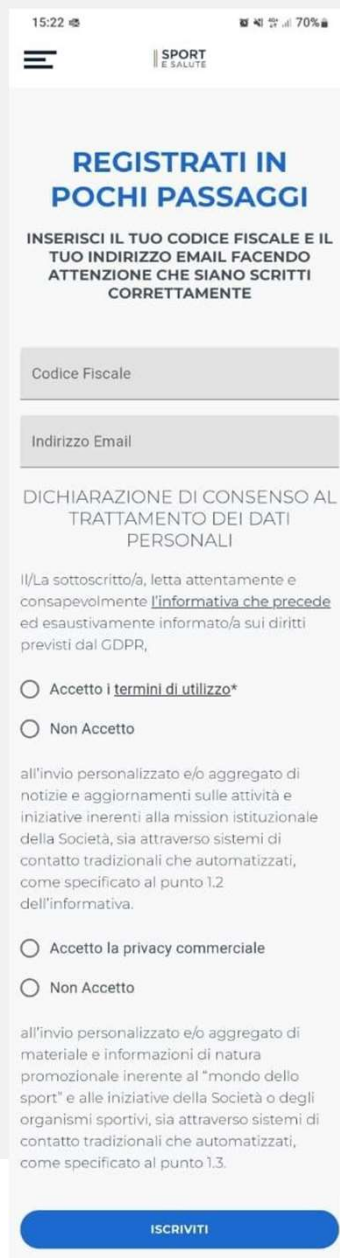 15:22
70%
SPORT
E SALUTE
REGISTRATI IN
POCHI PASSAGGI
INSERISCI IL TUO CODICE FISCALE E IL
TUO INDIRIZZO EMAIL FACENDO
ATTENZIONE CHE SIANO SCRITTI
CORRETTAMENTE
Codice Fiscale
Indirizzo Email
DICHIARAZIONE DI CONSENSO AL
TRATTAMENTO DEI DATI
PERSONALI
Il/La sottoscritto/a, letta attentamente e
consapevolmente l'informativa che precede
ed esaustivamente informato/a sui diritti
previsti dal GDPR,
Accetto i termini di utilizzo*
Non Accetto
all'invio personalizzato e/o aggregato di
notizie e aggiornamenti sulle attività e
iniziative inerenti alla mission istituzionale
della Società, sia attraverso sistemi di
contatto tradizionali che automatizzati,
come specificato al punto 1.2
dell'informativa.
Accetto la privacy commerciale
Non Accetto
all'invio personalizzato e/o aggregato di
materiale e informazioni di natura
promozionale inerente al "mondo dello
sport" e alle iniziative della Società o degli
organismi sportivi, sia attraverso sistemi di
contatto tradizionali che automatizzati,
come specificato al punto 1.3.
ISCRIVITI